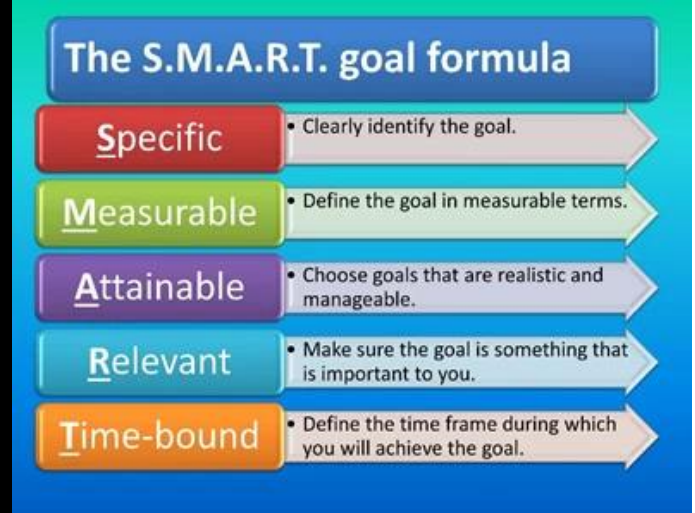 The S.M.A.R.T. goal formula
Specific
• Clearly identify the goal.
Measurable
• Define the goal in measurable terms.
Attainable
• Choose goals that are realistic and
manageable.
Relevant
• Make sure the goal is something that
is important to you.
Time-bound
• Define the time frame during which
you will achieve the goal.